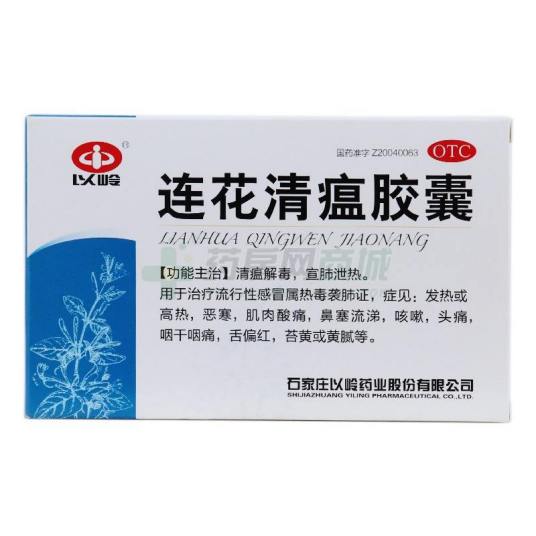 国药准字 Z20040063 OTC
以岭®
连花清瘟胶囊
LIANHUA QINGWEN JIAONANG
药房网商城
【功能主治】清瘟解毒，宣肺泄热。
用于治疗流行性感冒属热毒袭肺证，症见：发热或
高热，恶寒，肌肉酸痛，鼻塞流涕，咳嗽，头痛，
咽干咽痛，舌偏红，苔黄或黄腻等。
石家庄以岭药业股份有限公司
SHIJIAZHUANG YILING PHARMACEUTICAL CO.,LTD.